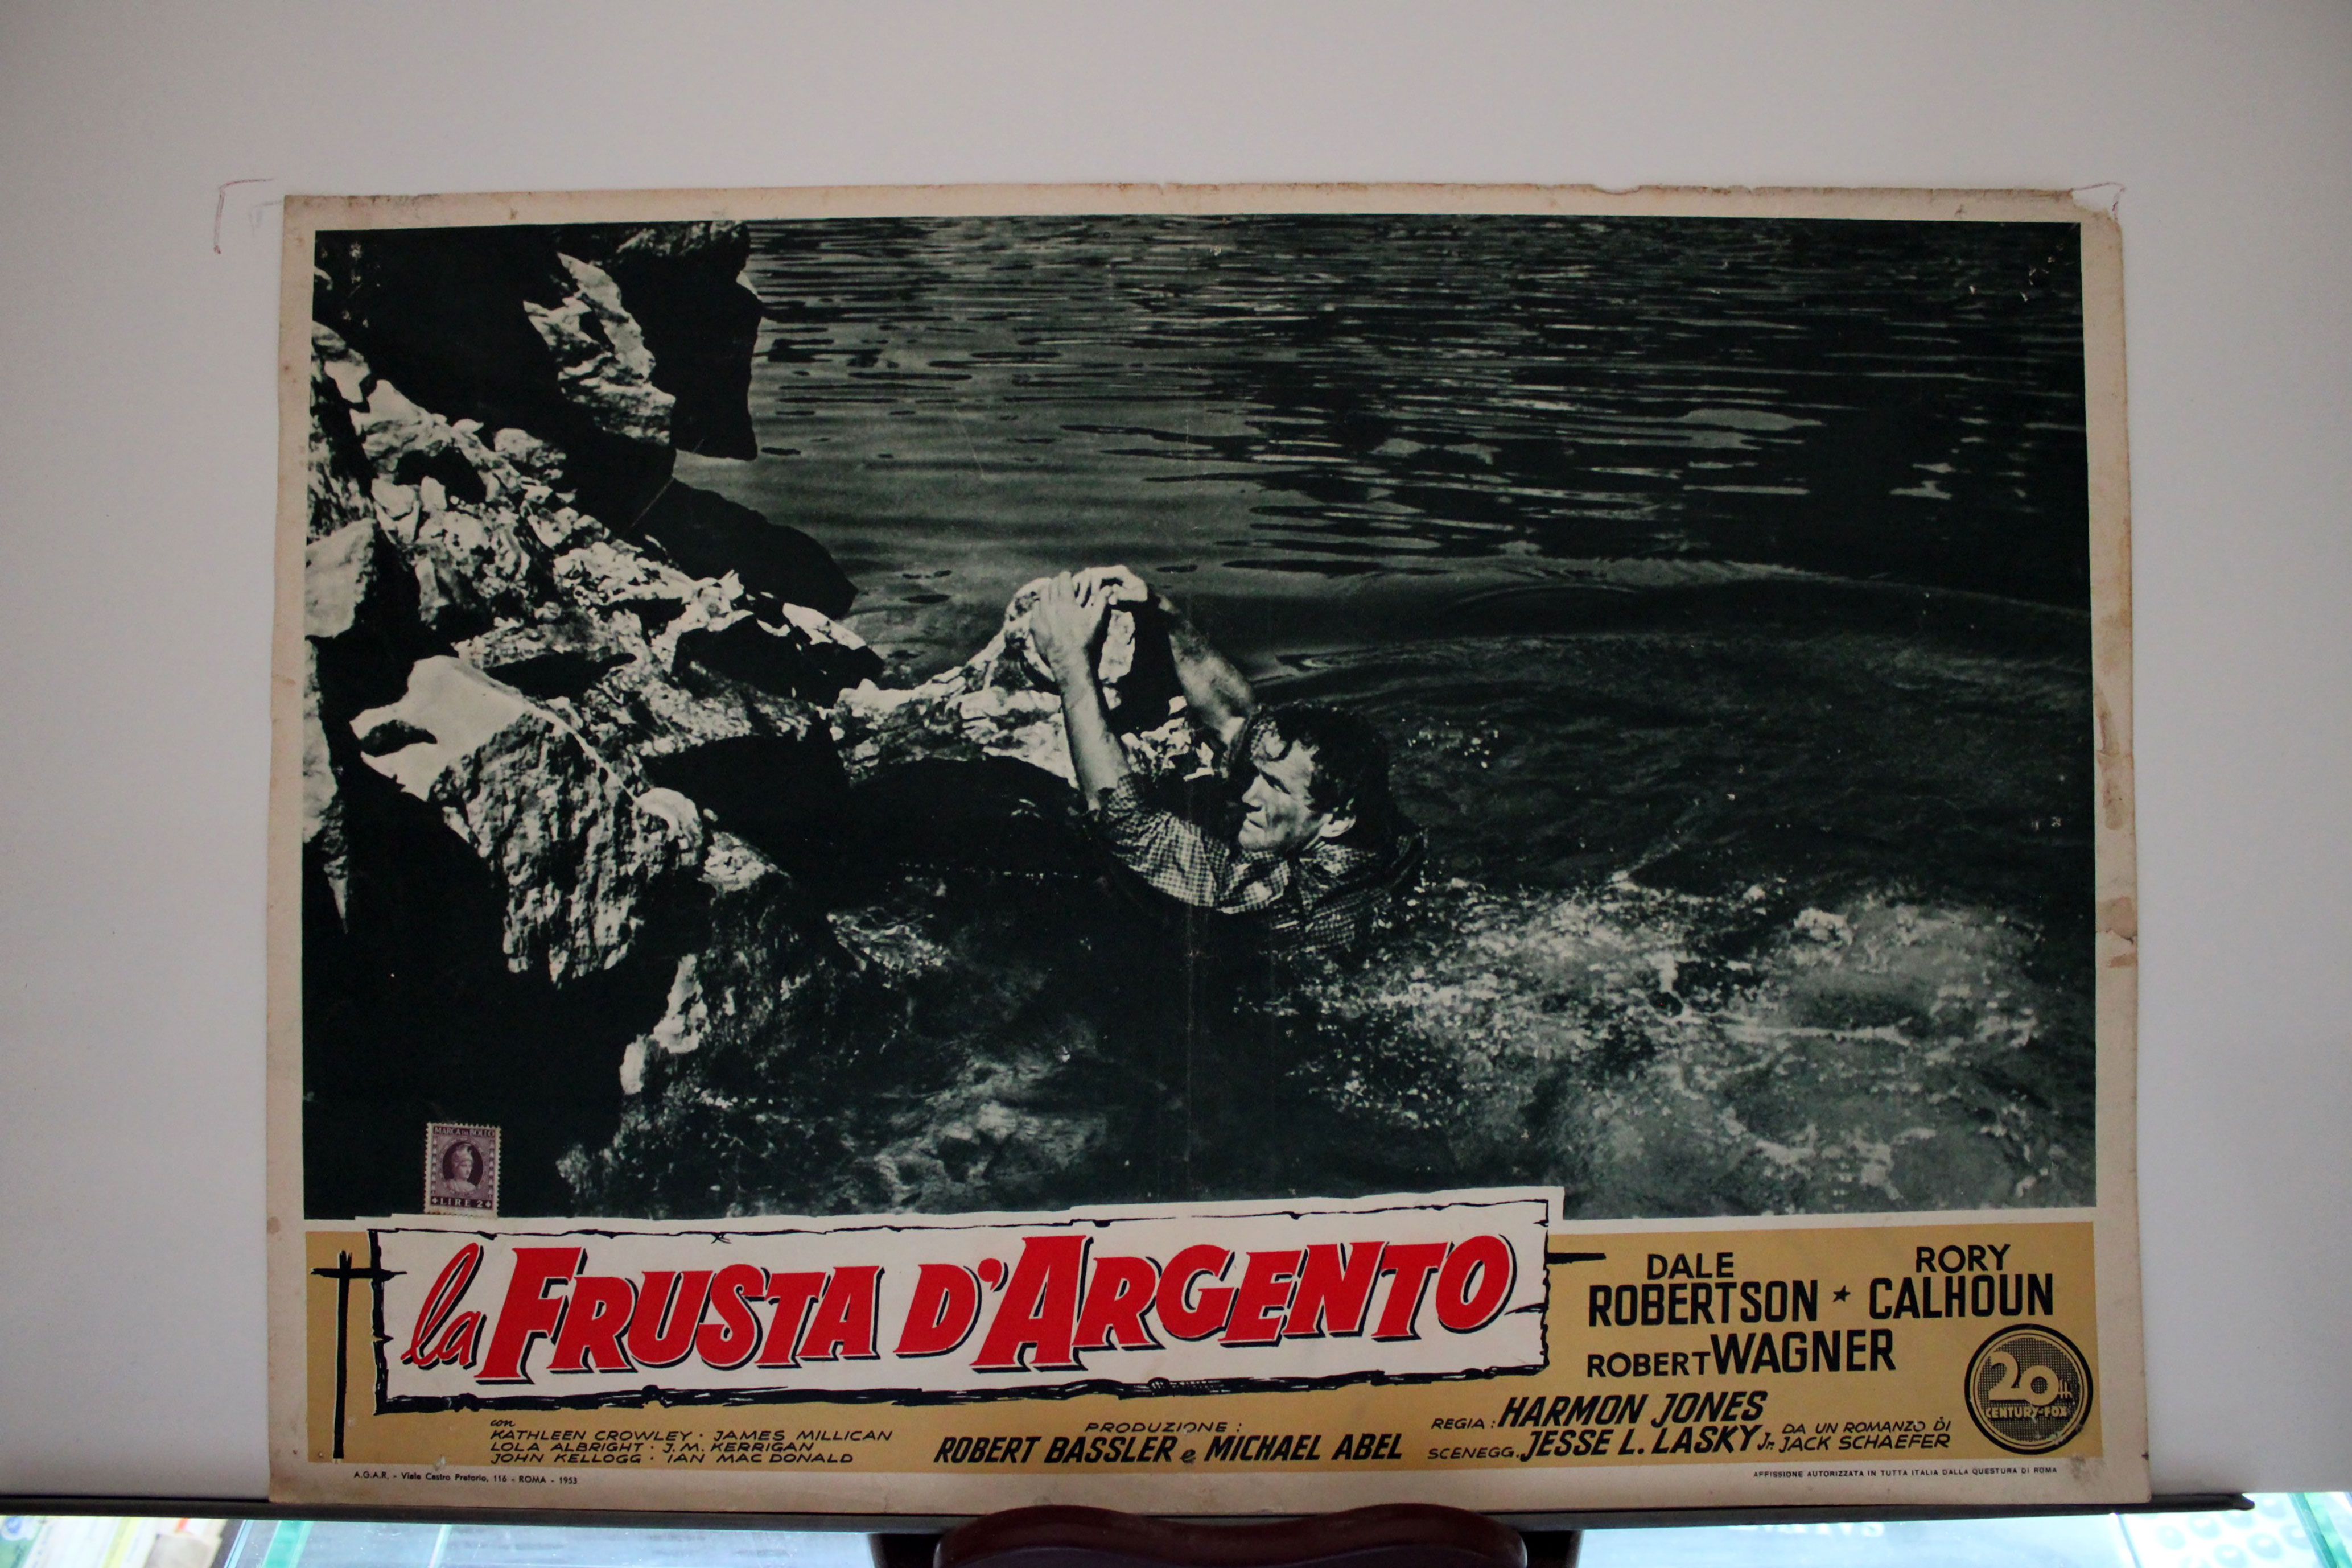 MARCA DA BOLLO
LIRE 2
la FRUSTA D'ARGENTO
DALE ROBERTSON ★ RORY CALHOUN
ROBERT WAGNER
20th
CENTURY-FOX
con
KATHLEEN CROWLEY · JAMES MILLICAN
LOLA ALBRIGHT · J. M. KERRIGAN
JOHN KELLOGG · IAN MAC DONALD
PRODUZIONE :
ROBERT BASSLER e MICHAEL ABEL
REGIA : HARMON JONES
SCENEGG. JESSE L. LASKY Jr. DA UN ROMANZO DI JACK SCHAEFER
A.G.A.R. - Viale Castro Pretorio, 116 - ROMA - 1953
AFFISSIONE AUTORIZZATA IN TUTTA ITALIA DALLA QUESTURA DI ROMA